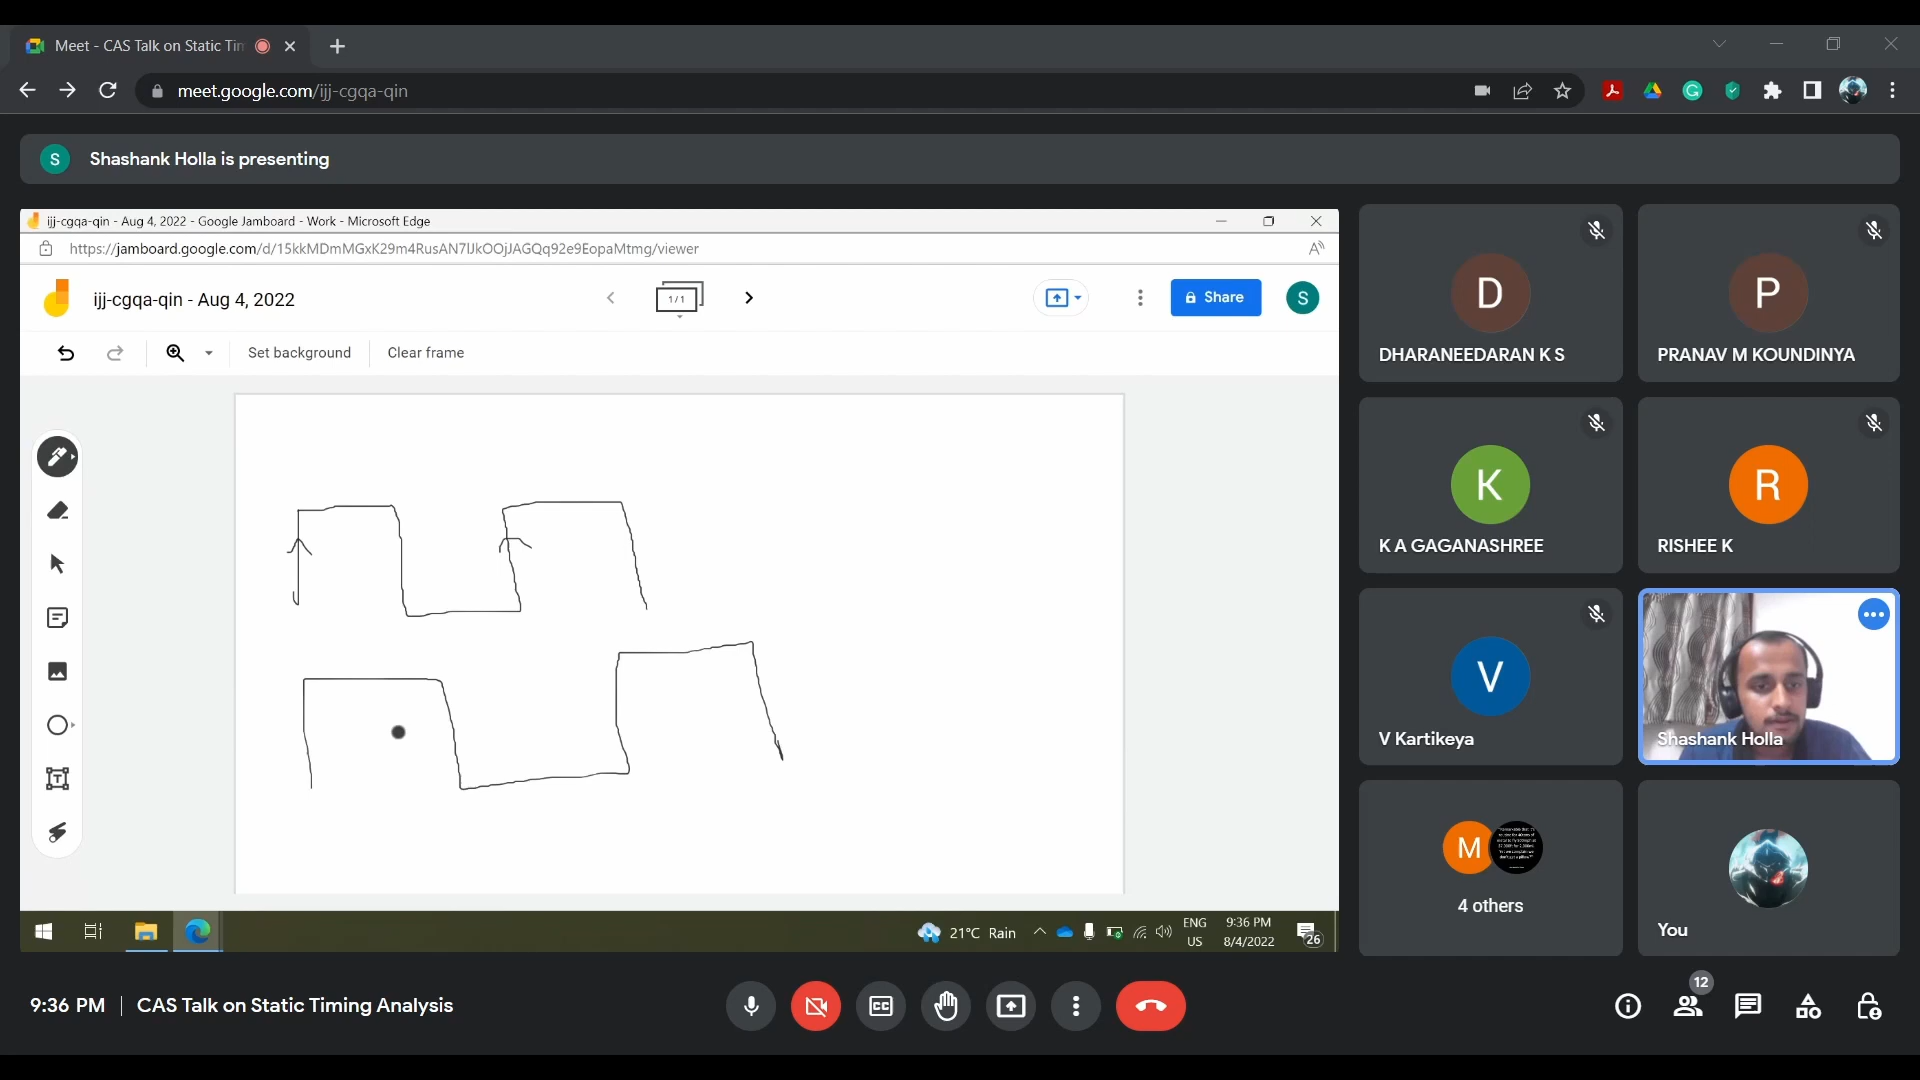 Meet - CAS Talk on Static Tim
meet.google.com/ijj-cgqa-qin
S
Shashank Holla is presenting
ijj-cgqa-qin - Aug 4, 2022 - Google Jamboard - Work - Microsoft Edge
https://jamboard.google.com/d/15kkMDmMGxK29m4RusAN7IJkOOjJAGQq92e9EopaMtmg/viewer
ijj-cgqa-qin - Aug 4, 2022
1/1
Share
S
Set background
Clear frame
D
DHARANEEDARAN K S
P
PRANAV M KOUNDINYA
K
K A GAGANASHREE
R
RISHEE K
V
V Kartikeya
Shashank Holla
M
4 others
You
21°C Rain
ENG
US
9:36 PM
8/4/2022
26
9:36 PM | CAS Talk on Static Timing Analysis
CC
12